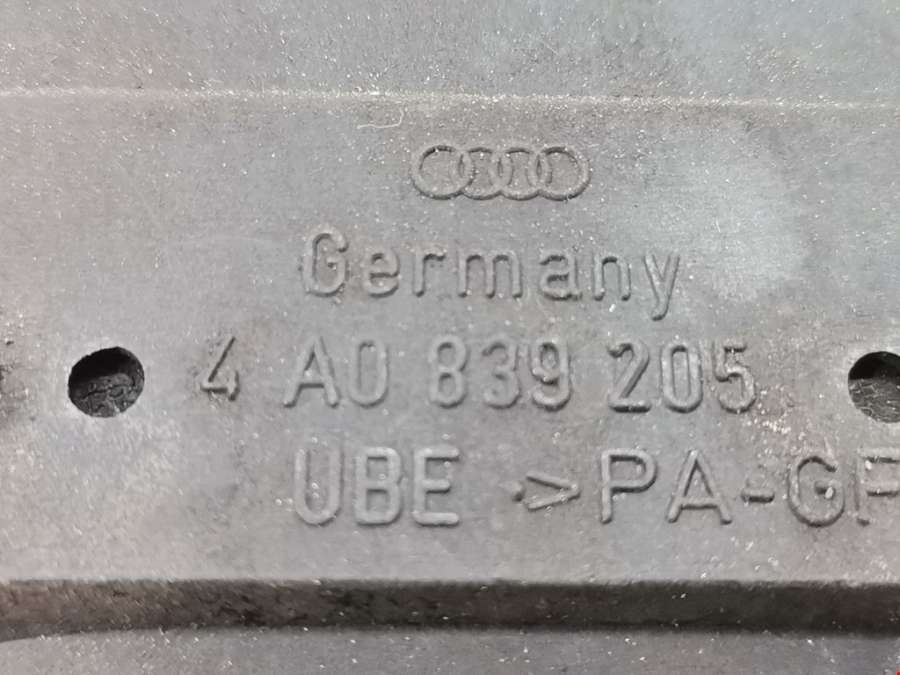 Germany
4 A0 839 205
UBE >PA-GF